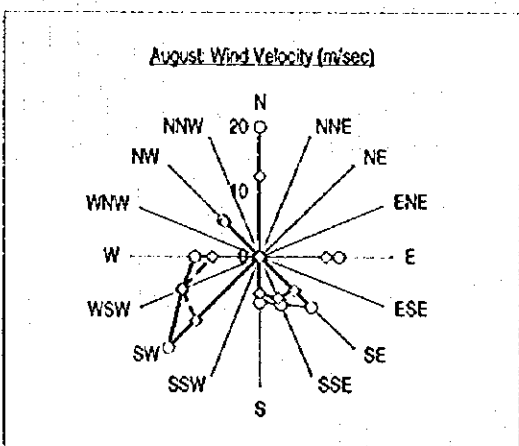 August: Wind Velocity (m/sec)
N
NNW 20 NNE
NW NE
10
WNW ENE
W 0 E
WSW ESE
SW SE
SSW SSE
S